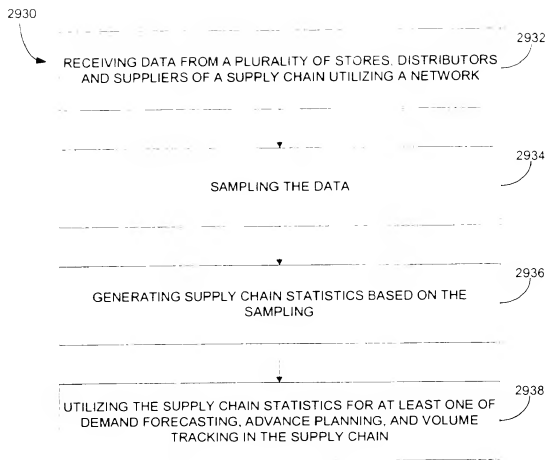 2930
2932
RECEIVING DATA FROM A PLURALITY OF STORES, DISTRIBUTORS
AND SUPPLIERS OF A SUPPLY CHAIN UTILIZING A NETWORK
2934
SAMPLING THE DATA
2936
GENERATING SUPPLY CHAIN STATISTICS BASED ON THE
SAMPLING
2938
UTILIZING THE SUPPLY CHAIN STATISTICS FOR AT LEAST ONE OF
DEMAND FORECASTING, ADVANCE PLANNING, AND VOLUME
TRACKING IN THE SUPPLY CHAIN